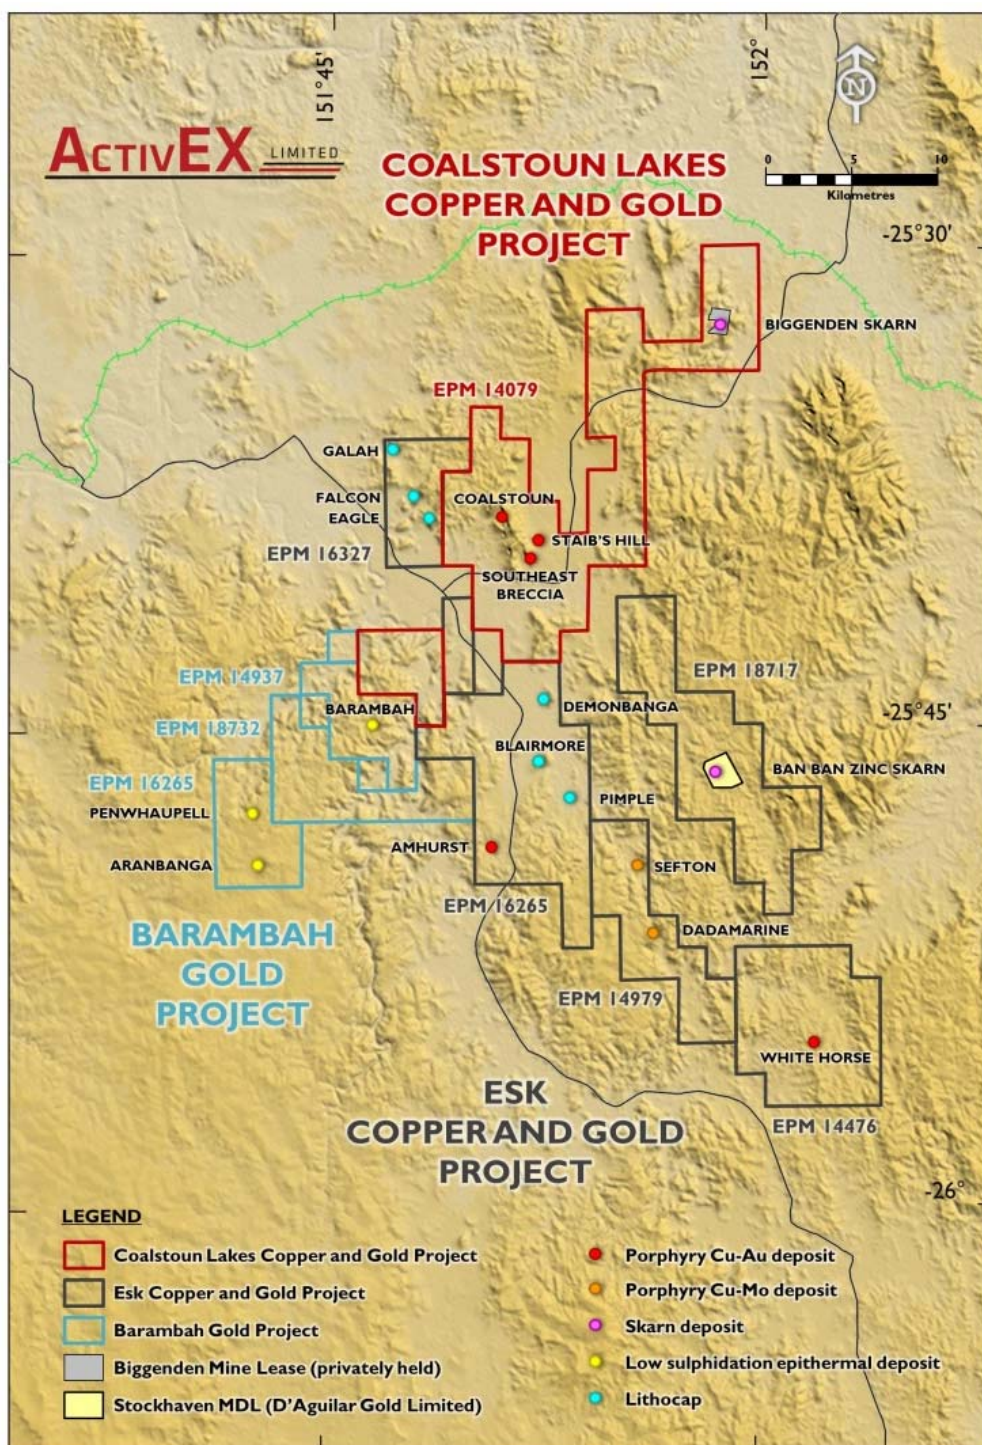 151°45'
152°
N
ACTIVEX LIMITED
0 5 10
Kilometres
COALSTOUN LAKES
COPPER AND GOLD
PROJECT
-25°30'
BIGGENDEN SKARN
EPM 14079
GALAH
FALCON
EAGLE
COALSTOUN
STAIB'S HILL
EPM 16327
SOUTHEAST
BRECCIA
EPM 14937
EPM 18717
BARAMBAH
DEMONBANGA
-25°45'
EPM 18732
BLAIRMORE
BAN BAN ZINC SKARN
EPM 16265
PENWHAUPELL
PIMPLE
AMHURST
ARANBANGA
SEFTON
EPM 16265
DADAMARINE
BARAMBAH
GOLD
PROJECT
EPM 14979
WHITE HORSE
ESK
COPPER AND GOLD
PROJECT
EPM 14476
-26°
LEGEND
Coalstoun Lakes Copper and Gold Project
Esk Copper and Gold Project
Barambah Gold Project
Biggenden Mine Lease (privately held)
Stockhaven MDL (D'Aguilar Gold Limited)
Porphyry Cu-Au deposit
Porphyry Cu-Mo deposit
Skarn deposit
Low sulphidation epithermal deposit
Lithocap